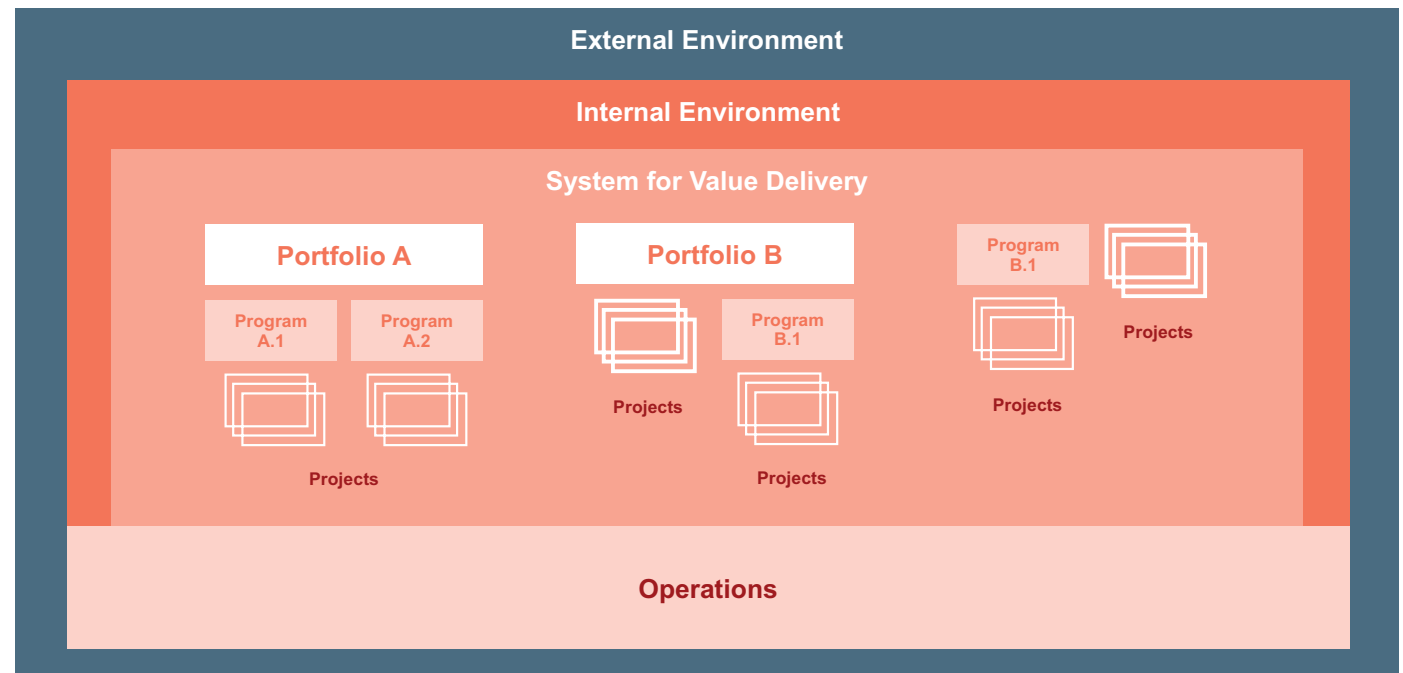 External Environment
Internal Environment
System for Value Delivery
Portfolio A
Program
A.1
Program
A.2
Projects
Portfolio B
Projects
Program
B.1
Projects
Program
B.1
Projects
Projects
Operations